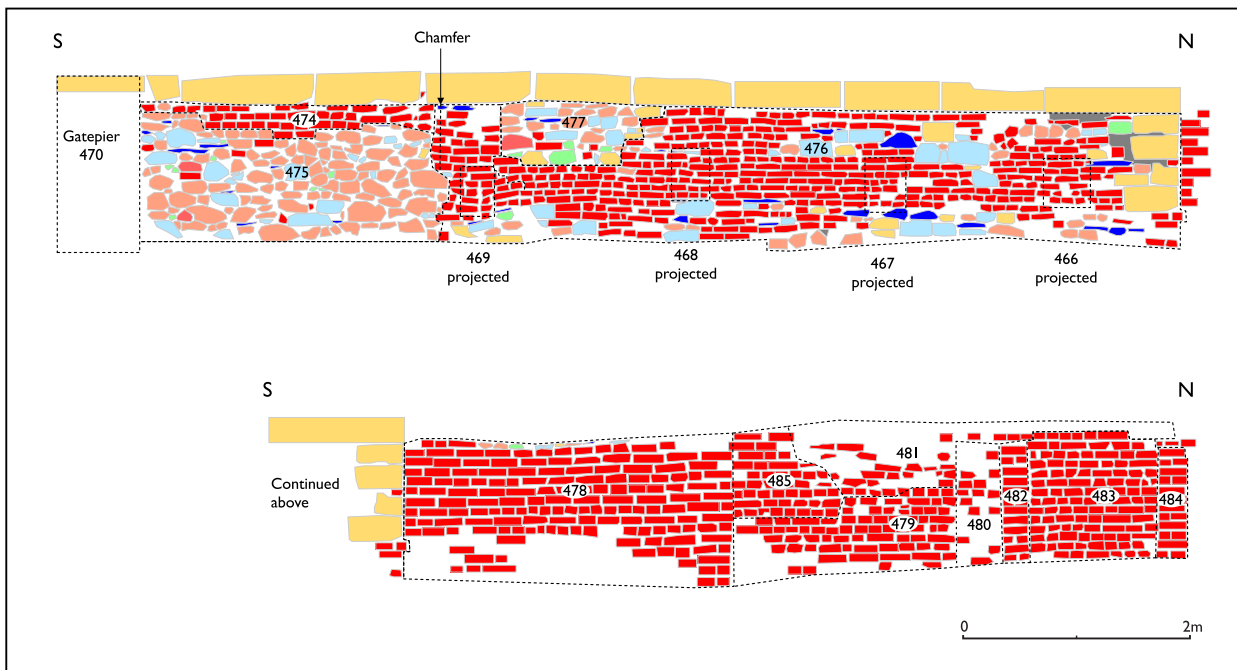 S
N
Chamfer
Gatepier
470
474
477
476
475
469
projected
468
projected
467
projected
466
projected
S
N
Continued
above
478
485
481
479
480
482
483
484
0
2m